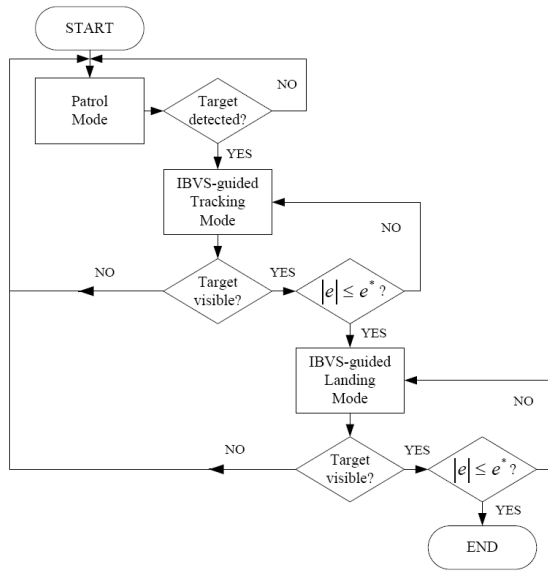 START
NO
Patrol
Mode
Target
detected?
YES
IBVS-guided
Tracking
Mode
NO
NO
Target
visible?
YES
|e| ≤ e* ?
YES
IBVS-guided
Landing
Mode
NO
NO
Target
visible?
YES
|e| ≤ e* ?
YES
END